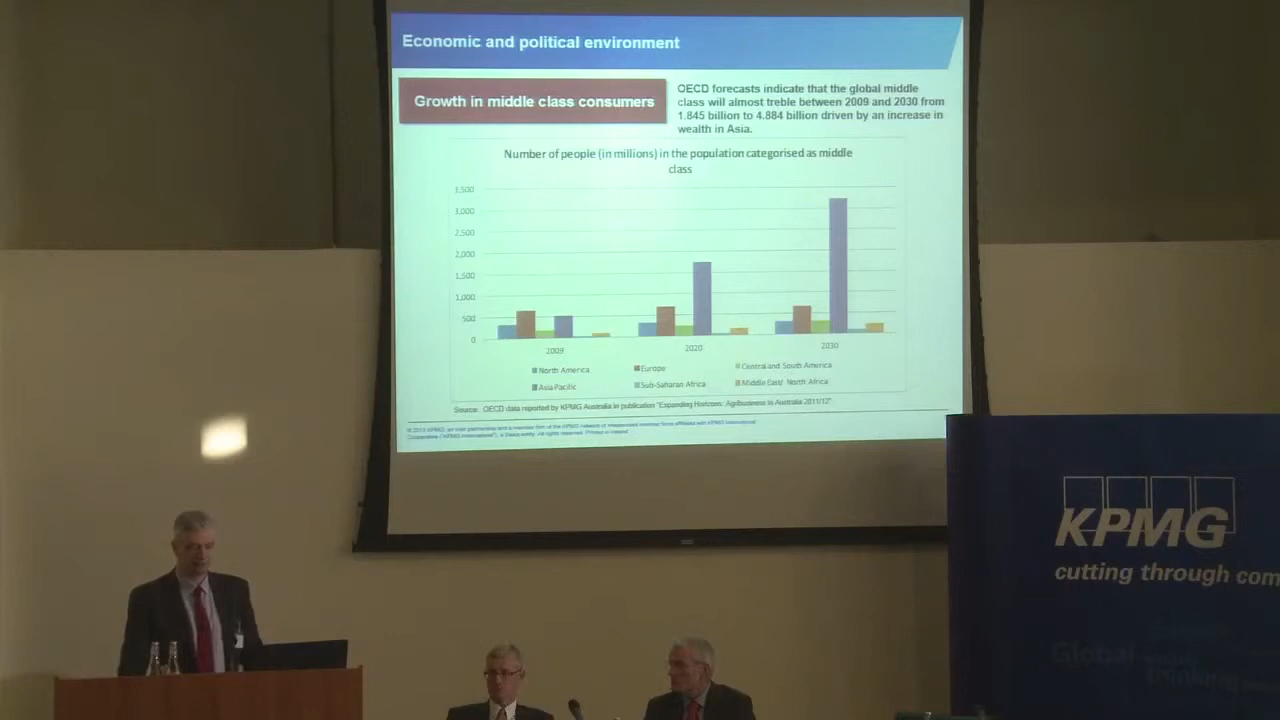 Economic and political environment
Growth in middle class consumers
OECD forecasts indicate that the global middle
class will almost treble between 2009 and 2030 from
1.845 billion to 4.884 billion driven by an increase in
wealth in Asia.
Number of people (in millions) in the population categorised as middle
class
3,500
3,000
2,500
2,000
1,500
1,000
500
0
2009
2020
2030
North America
Europe
Central and South America
Asia Pacific
Sub-Saharan Africa
Middle East/ North Africa
Source: OECD data reported by KPMG Australia in publication "Expanding Horizons: Agribusiness in Australia 2011/12"
KPMG
cutting through com
Global